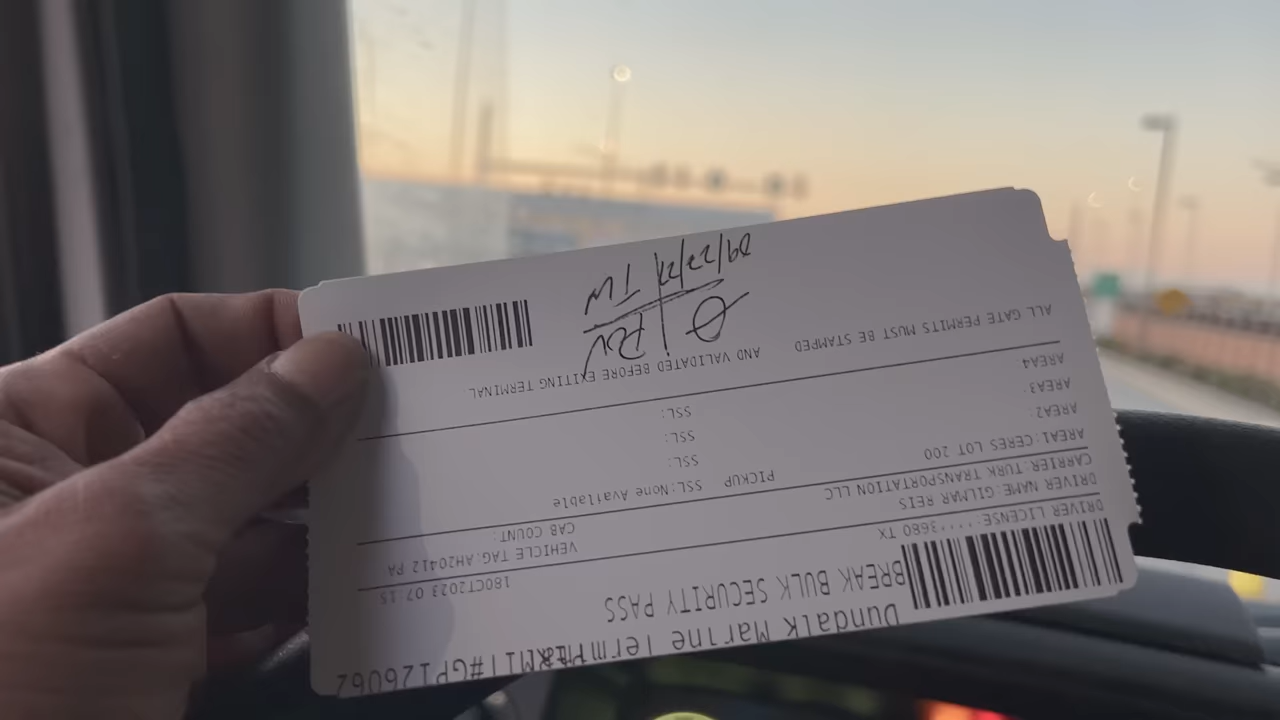 Dundalk Marine Terminal
PERMIT#GP126062
BREAK BULK SECURITY PASS
18OCT2023 07:15
DRIVER LICENSE:****3680 TX
VEHICLE TAG:AH20412 PA
DRIVER NAME:GILMAR REIS
CAB COUNT:
CARRIER:TURK TRANSPORTATION LLC
AREA1:CERES LOT 200 PICKUP SSL:None Available
AREA2: SSL:
AREA3: SSL:
AREA4: SSL:
ALL GATE PERMITS MUST BE STAMPED
AND VALIDATED BEFORE EXITING TERMINAL